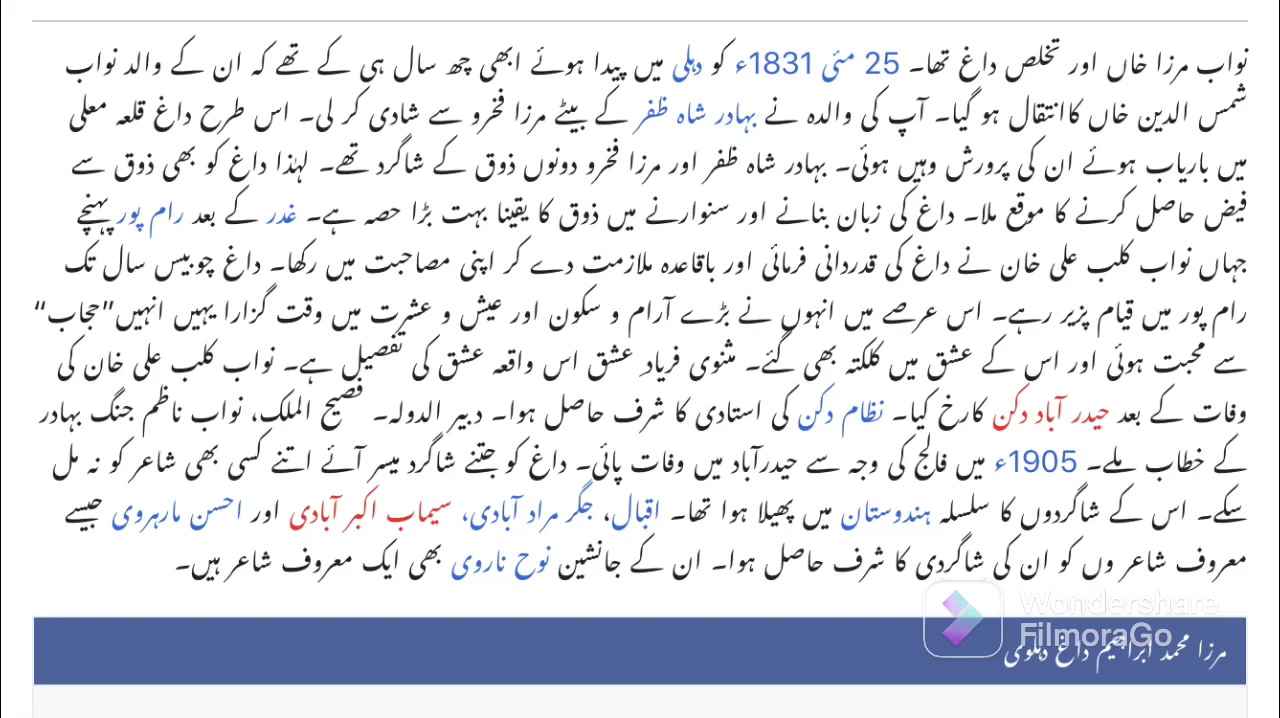 نواب مرزا خاں اور تخلص داغ تھا۔ 25 مئی 1831ء کو دہلی میں پیدا ہوئے ابھی چھ سال ہی کے تھے کہ ان کے والد نواب
شمس الدین خاں کاانتقال ہو گیا۔ آپ کی والدہ نے بہادر شاہ ظفر کے بیٹے مرزا فخرو سے شادی کر لی۔ اس طرح داغ قلعہ معلی
میں باریاب ہوئے ان کی پرورش وہیں ہوئی۔ بہادر شاہ ظفر اور مرزا فخرو دونوں ذوق کے شاگرد تھے۔ لہٰذا داغ کو بھی ذوق سے
فیض حاصل کرنے کا موقع ملا۔ داغ کی زبان بنانے اور سنوارنے میں ذوق کا یقینا بہت بڑا حصہ ہے۔ غدر کے بعد رام پور پہنچے
جہاں نواب کلب علی خان نے داغ کی قدردانی فرمائی اور باقاعدہ ملازمت دے کر اپنی مصاحبت میں رکھا۔ داغ چوبیس سال تک
رام پور میں قیام پزیر رہے۔ اس عرصے میں انہوں نے بڑے آرام و سکون اور عیش و عشرت میں وقت گزارا یہیں انہیں”حجاب“
سے محبت ہوئی اور اس کے عشق میں کلکتہ بھی گئے۔ مثنوی فریاد عشق اس واقعہ عشق کی تفصیل ہے۔ نواب کلب علی خان کی
وفات کے بعد حیدر آباد دکن کارخ کیا۔ نظام دکن کی استادی کا شرف حاصل ہوا۔ دبیر الدولہ۔ فصیح الملک، نواب ناظم جنگ بہادر
کے خطاب ملے۔ 1905ء میں فالج کی وجہ سے حیدرآباد میں وفات پائی۔ داغ کو جتنے شاگرد میسر آئے اتنے کسی بھی شاعر کو نہ مل
سکے۔ اس کے شاگردوں کا سلسلہ ہندوستان میں پھیلا ہوا تھا۔ اقبال، جگر مراد آبادی، سیماب اکبر آبادی اور احسن مارہروی جیسے
معروف شاعر وں کو ان کی شاگردی کا شرف حاصل ہوا۔ ان کے جانشین نوح ناروی بھی ایک معروف شاعر ہیں۔
Wondershare
FilmoraGo
مرزا محمد ابراھیم داغ دہلوی